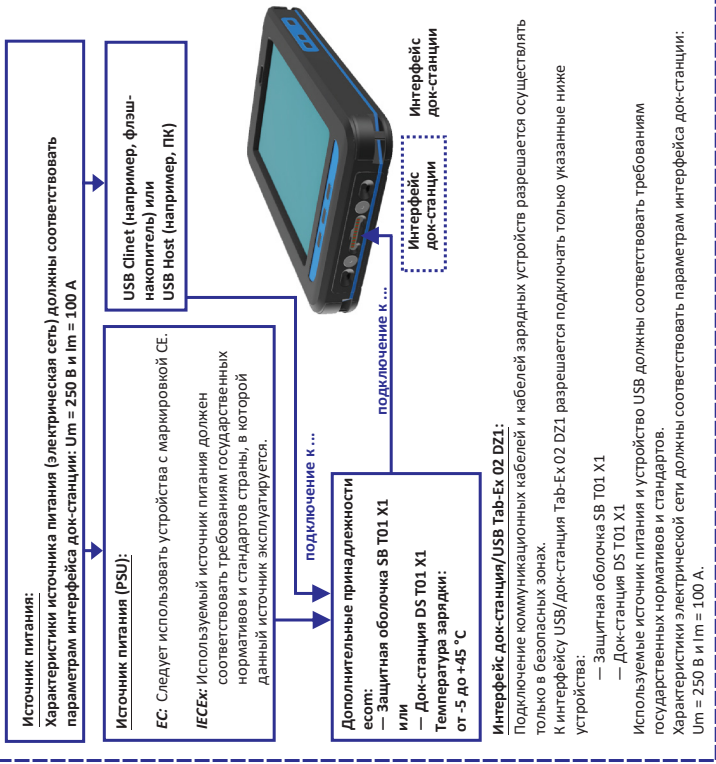 Источник питания:
Характеристики источника питания (электрическая сеть) должны соответствовать
параметрам интерфейса док-станции: Um = 250 В и Im = 100 А
Источник питания (PSU):
EC: Следует использовать устройства с маркировкой CE.
IECEx: Используемый источник питания должен
соответствовать требованиям государственных
нормативов и стандартов страны, в которой
данный источник эксплуатируется.
USB Clinet (например, флэш-
накопитель) или
USB Host (например, ПК)
подключение к ...
Дополнительные принадлежности
ecom:
— Защитная оболочка SB T01 X1
или
— Док-станция DS T01 X1
Температура зарядки:
от -5 до +45 °C
подключение к ...
Интерфейс
док-станции
Интерфейс
док-станции
Интерфейс док-станция/USB Tab-Ex 02 DZ1:
Подключение коммуникационных кабелей и кабелей зарядных устройств разрешается осуществлять
только в безопасных зонах.
К интерфейсу USB/док-станция Tab-Ex 02 DZ1 разрешается подключать только указанные ниже
устройства:
— Защитная оболочка SB T01 X1
— Док-станция DS T01 X1
Используемые источник питания и устройство USB должны соответствовать требованиям
государственных нормативов и стандартов.
Характеристики электрической сети должны соответствовать параметрам интерфейса док-станции:
Um = 250 В и Im = 100 А.